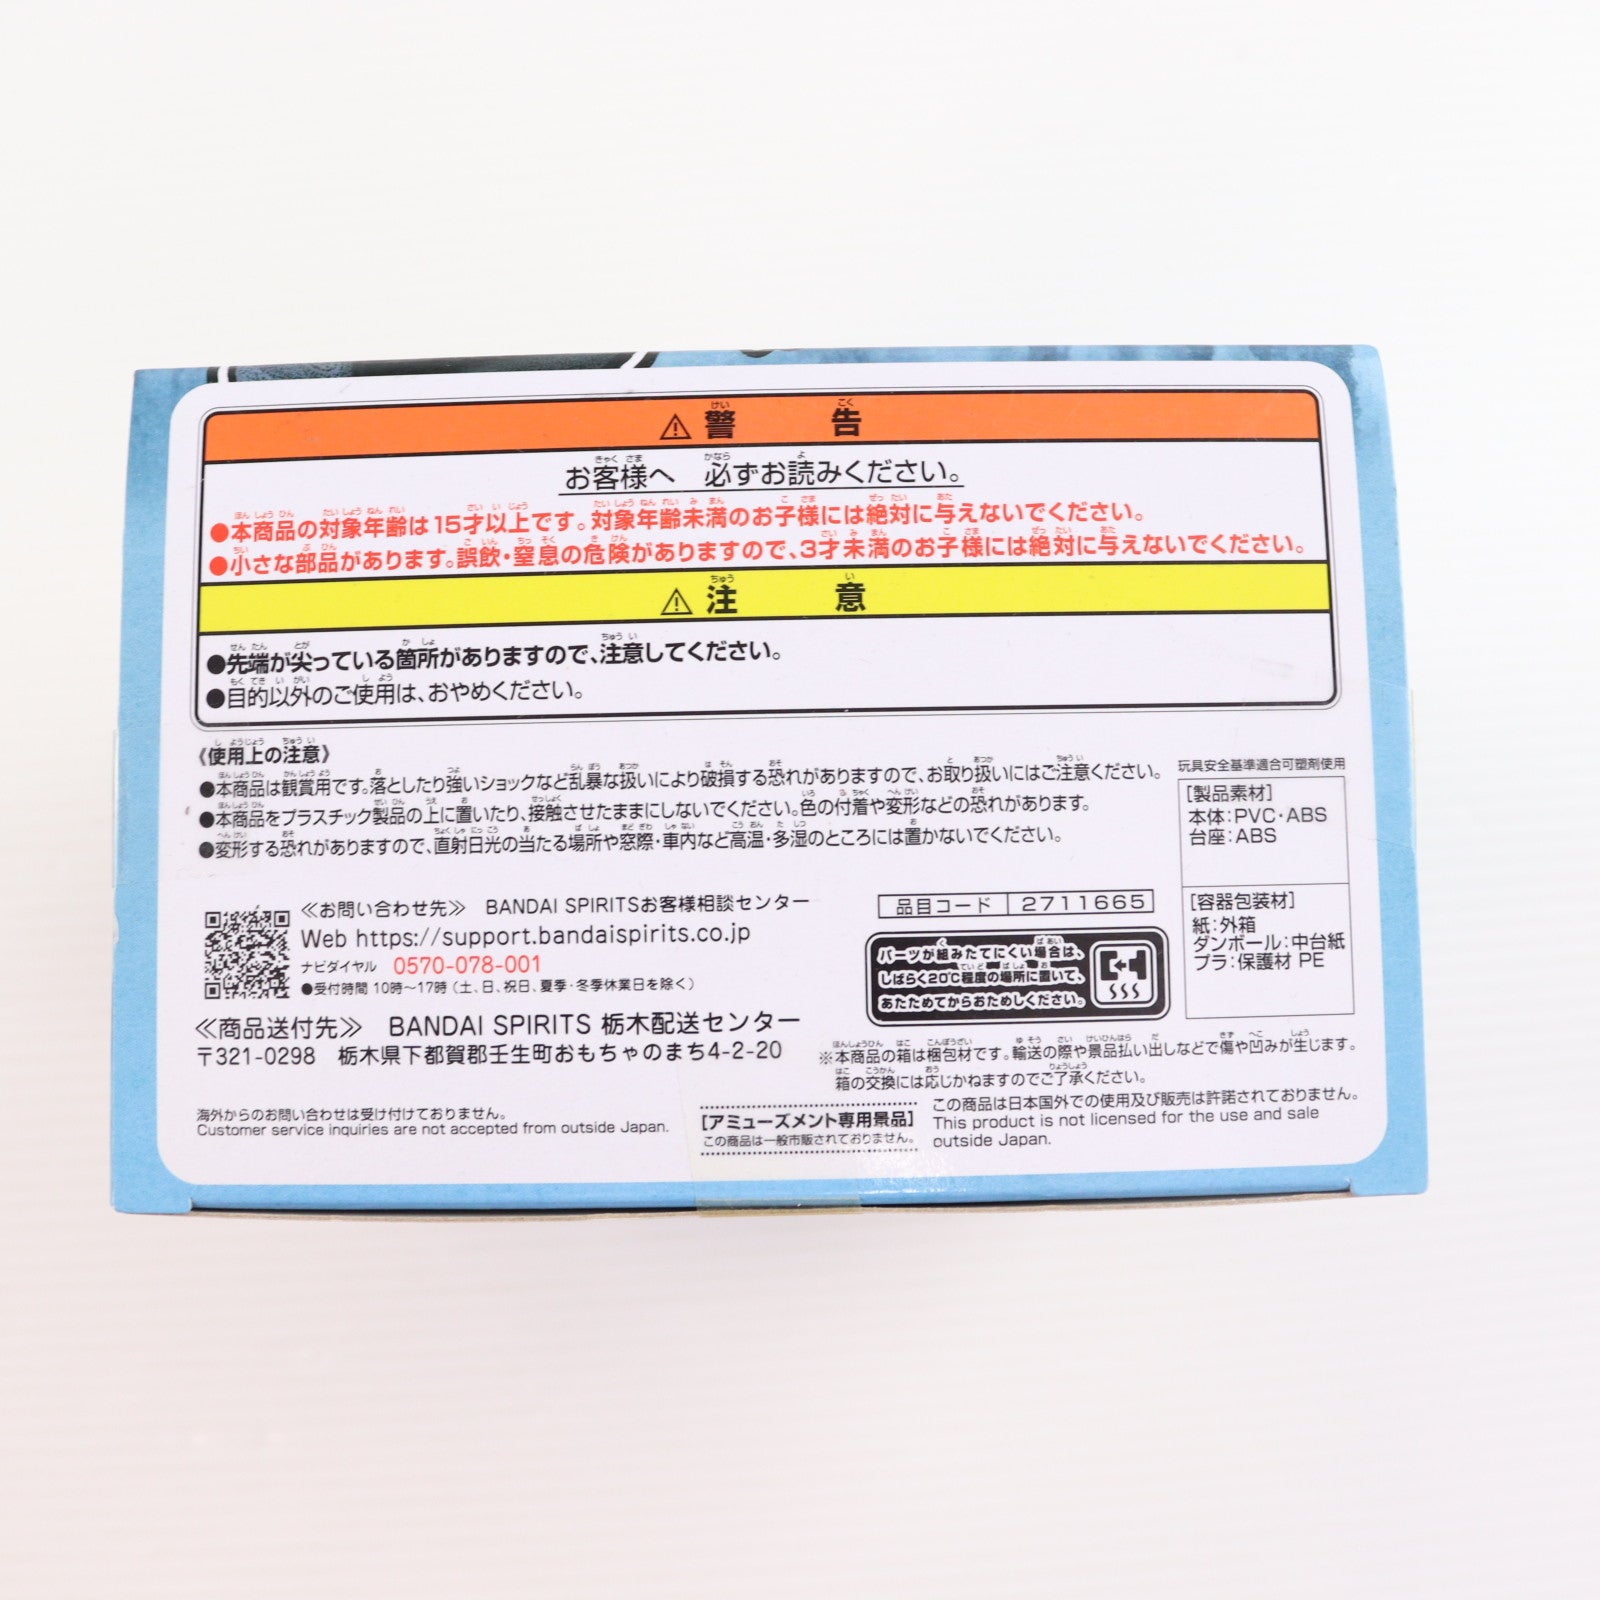 ⚠警告
お客様へ 必ずお読みください。
●本商品の対象年齢は15才以上です。対象年齢未満のお子様には絶対に与えないでください。
●小さな部品があります。誤飲・窒息の危険がありますので、3才未満のお子様には絶対に与えないでください。
⚠注意
●先端が尖っている箇所がありますので、注意してください。
●目的以外のご使用は、おやめください。
《使用上の注意》
●本商品は観賞用です。落としたり強いショックなど乱暴な扱いにより破損する恐れがありますので、お取り扱いにはご注意ください。
●本商品をプラスチック製品の上に置いたり、接触させたままにしないでください。色の付着や変形などの恐れがあります。
●変形する恐れがありますので、直射日光の当たる場所や窓際・車内など高温・多湿のところには置かないでください。
玩具安全基準適合可塑剤使用
[製品素材]
本体:PVC・ABS
台座:ABS
[容器包装材]
紙:外箱
ダンボール:中台紙
プラ:保護材 PE
≪お問い合わせ先≫ BANDAI SPIRITSお客様相談センター
Web https://support.bandaispirits.co.jp
ナビダイヤル 0570-078-001
●受付時間 10時〜17時(土、日、祝日、夏季・冬季休業日を除く)
≪商品送付先≫ BANDAI SPIRITS 栃木配送センター
〒321-0298 栃木県下都賀郡壬生町おもちゃのまち4-2-20
品目コード 2711665
パーツが組みたてにくい場合は、
しばらく20℃程度の場所に置いて、
あたためてからおためしください。
※本商品の箱は梱包材です。輸送の際や景品払い出しなどで傷や凹みが生じます。
箱の交換には応じかねますのでご了承ください。
海外からのお問い合わせは受け付けておりません。
Customer service inquiries are not accepted from outside Japan.
[アミューズメント専用景品]
この商品は一般市販されておりません。
この商品は日本国外での使用及び販売は許諾されておりません。
This product is not licensed for the use and sale
outside Japan.